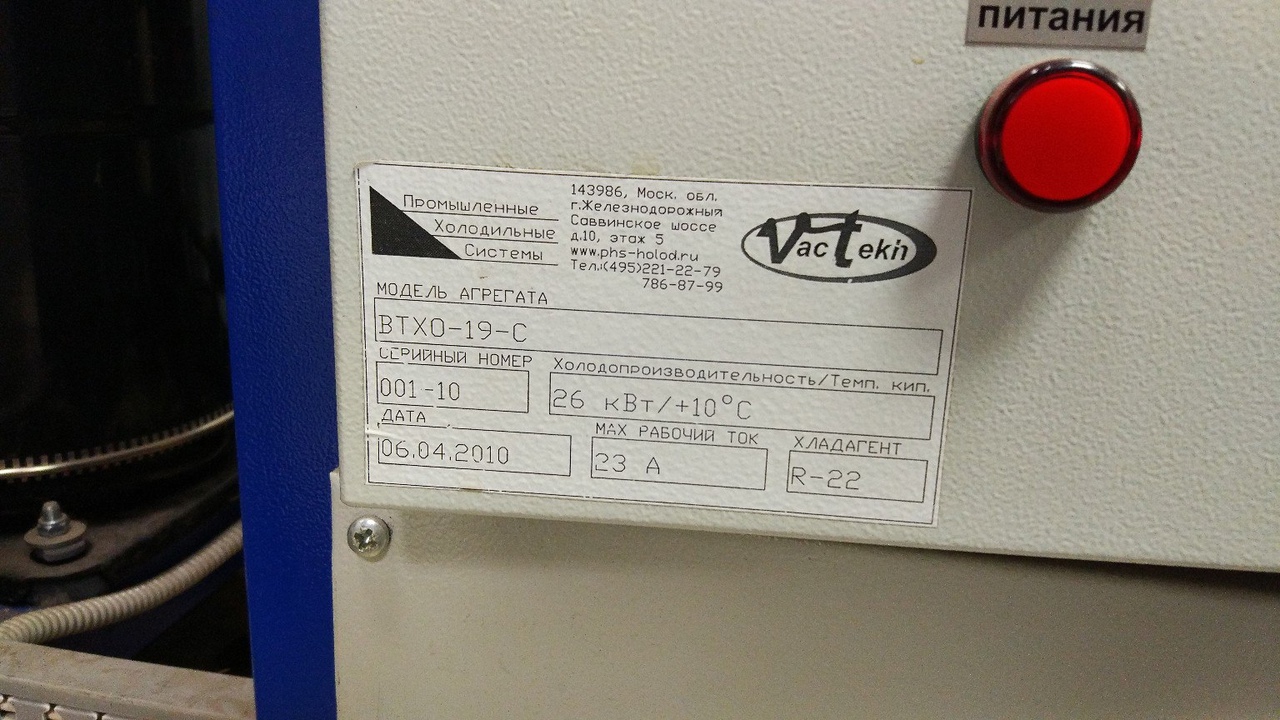 питания
Промышленные
Холодильные
Системы
143986, Моск. обл.
г.Железнодорожный
Саввинское шоссе
д.10, этаж 5
www.phs-holod.ru
Тел.:(495)221-22-79
786-87-99
VacTekh
МОДЕЛЬ АГРЕГАТА
ВТХО-19-С
СЕРИЙНЫЙ НОМЕР
001-10
Холодопроизводительность/Темп. кип.
26 кВт/+10°С
ДАТА
06.04.2010
МАХ РАБОЧИЙ ТОК
23 А
ХЛАДАГЕНТ
R-22